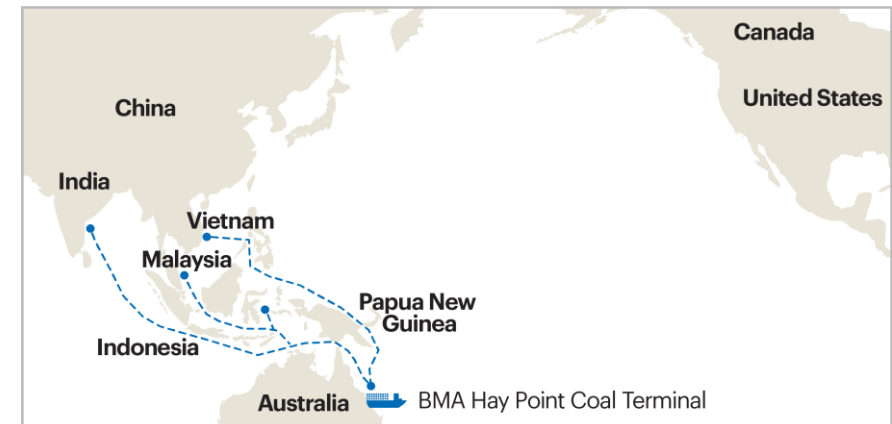 Canada
United States
China
India
Vietnam
Malaysia
Papua New
Guinea
Indonesia
Australia
BMA Hay Point Coal Terminal